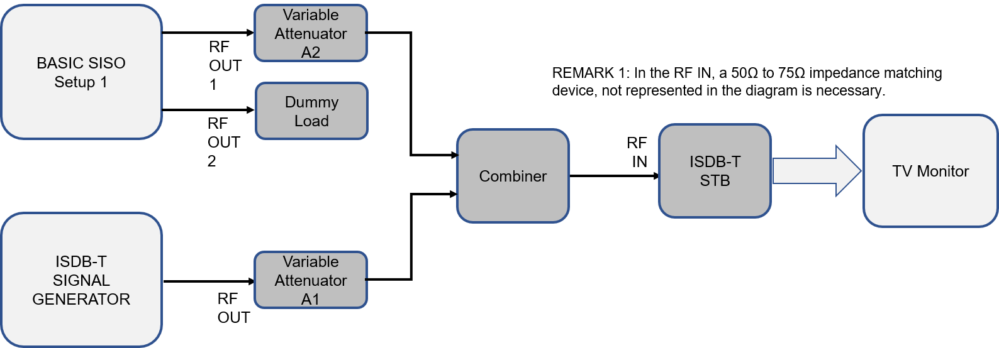 BASIC SISO
Setup 1
RF
OUT
1
RF
OUT
2
Variable
Attenuator
A2
Dummy
Load
ISDB-T
SIGNAL
GENERATOR
RF
OUT
Variable
Attenuator
A1
Combiner
REMARK 1: In the RF IN, a 50Ω to 75Ω impedance matching
device, not represented in the diagram is necessary.
RF
IN
ISDB-T
STB
TV Monitor